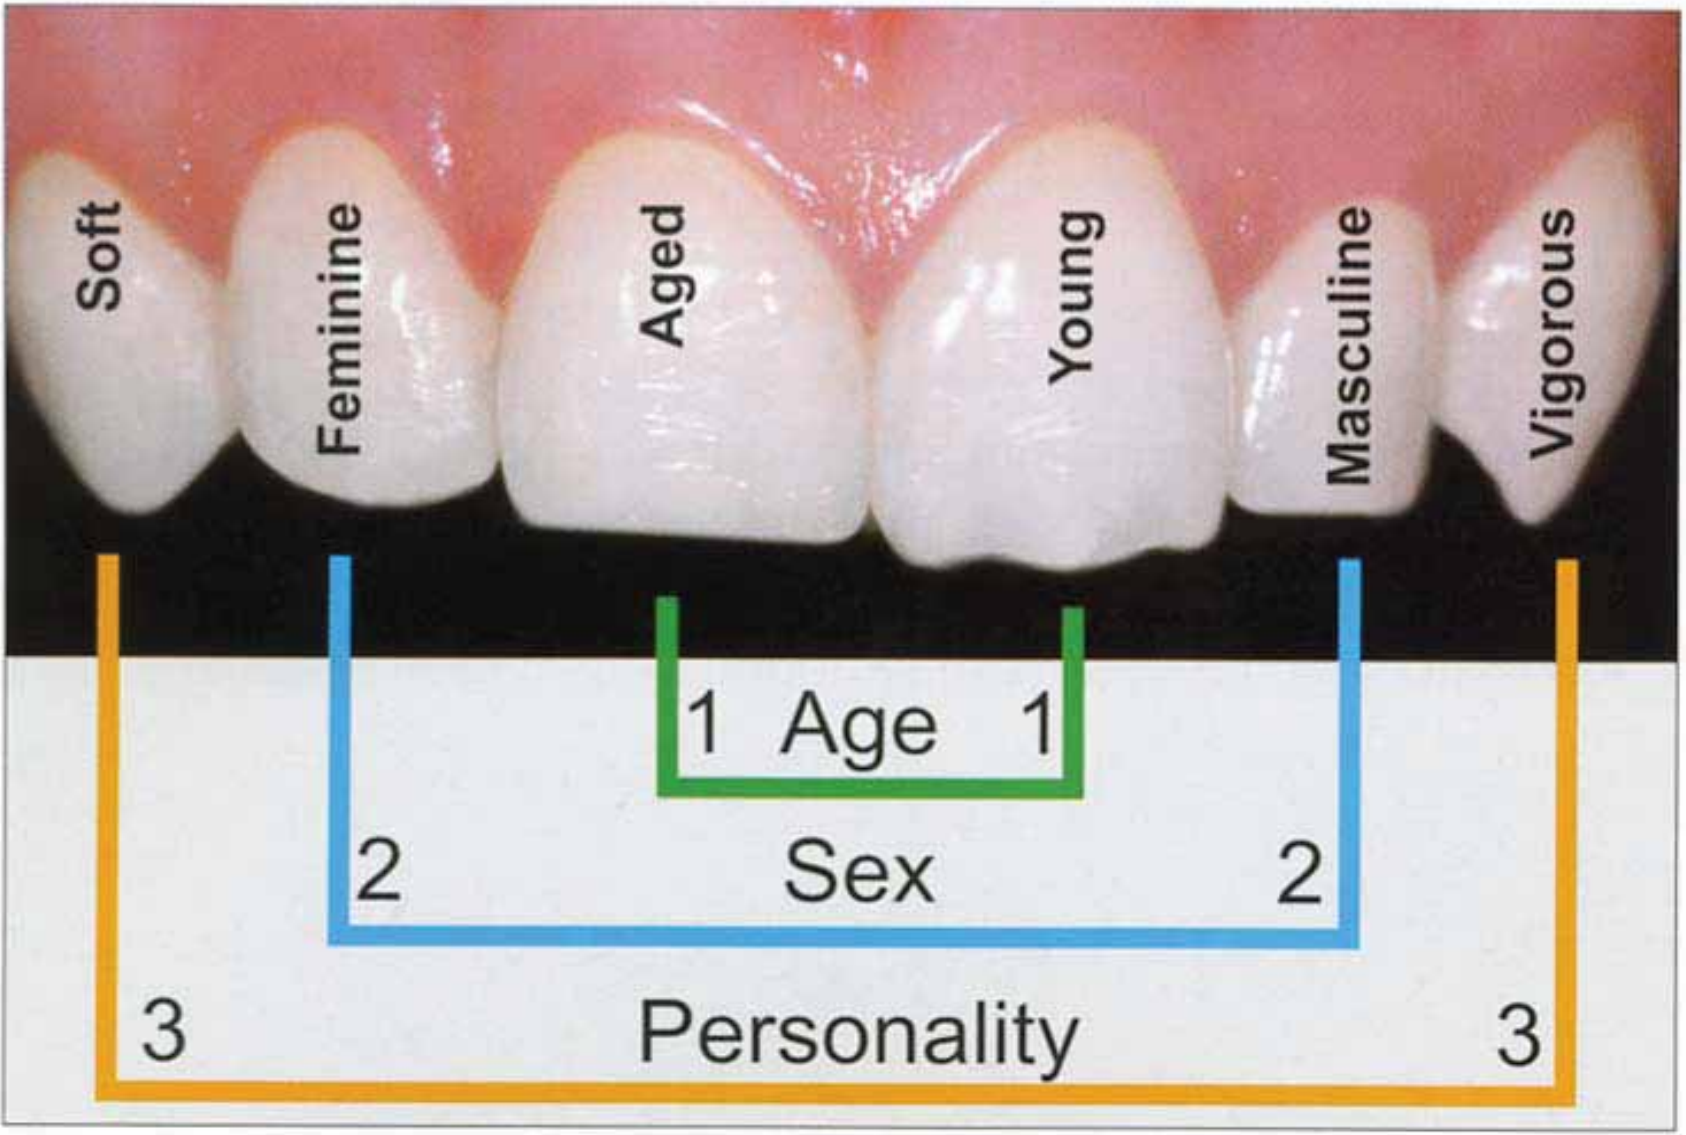 Soft
Feminine
Aged
Young
Masculine
Vigorous
1 Age 1
2 Sex 2
3 Personality 3